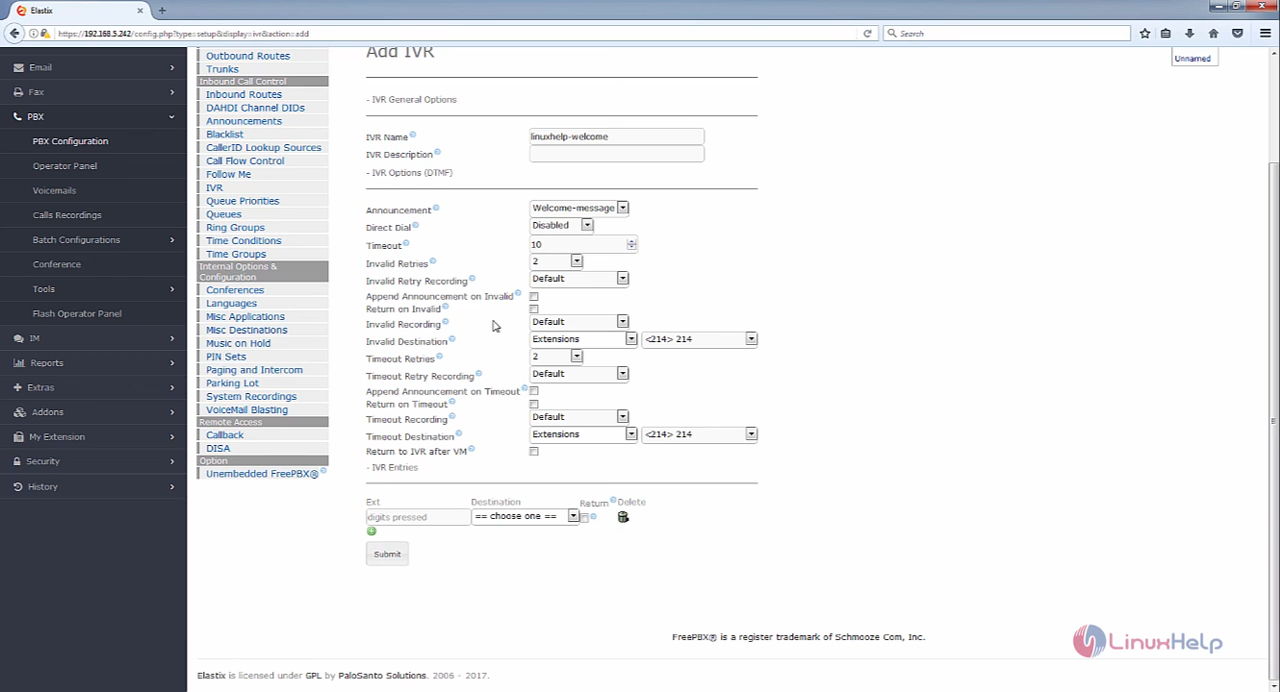 Elastix
https://192.168.5.242/config.php?type=setup&display=ivr&action=add
Search
Email
Fax
PBX
PBX Configuration
Operator Panel
Voicemails
Calls Recordings
Batch Configurations
Conference
Tools
Flash Operator Panel
IM
Reports
Extras
Addons
My Extension
Security
History
Outbound Routes
Trunks
Inbound Call Control
Inbound Routes
DAHDI Channel DIDs
Announcements
Blacklist
CallerID Lookup Sources
Call Flow Control
Follow Me
IVR
Queue Priorities
Queues
Ring Groups
Time Conditions
Time Groups
Internal Options &
Configuration
Conferences
Languages
Misc Applications
Misc Destinations
Music on Hold
PIN Sets
Paging and Intercom
Parking Lot
System Recordings
VoiceMail Blasting
Remote Access
Callback
DISA
Option
Unembedded FreePBX®
Add IVR
Unnamed
- IVR General Options
IVR Name linuxhelp-welcome
IVR Description
- IVR Options (DTMF)
Announcement Welcome-message
Direct Dial Disabled
Timeout 10
Invalid Retries 2
Invalid Retry Recording Default
Append Announcement on Invalid
Return on Invalid
Invalid Recording Default
Invalid Destination Extensions <214> 214
Timeout Retries 2
Timeout Retry Recording Default
Append Announcement on Timeout
Return on Timeout
Timeout Recording Default
Timeout Destination Extensions <214> 214
Return to IVR after VM
- IVR Entries
Ext Destination Return Delete
digits pressed == choose one ==
Submit
FreePBX® is a register trademark of Schmooze Com, Inc.
LinuxHelp
Elastix is licensed under GPL by PaloSanto Solutions. 2006 - 2017.